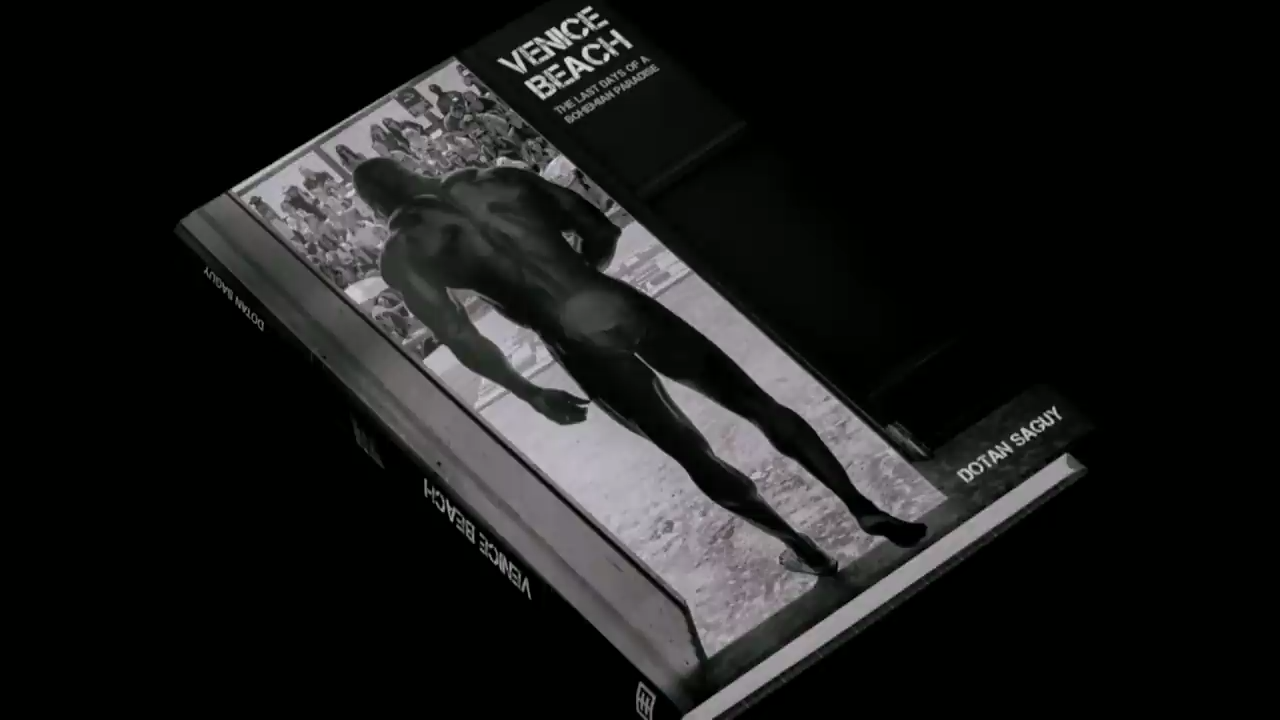 VENICE
BEACH
THE LAST DAYS OF A
BOHEMIAN PARADISE
DOTAN SAGUY
DOTAN SAGUY
VENICE BEACH